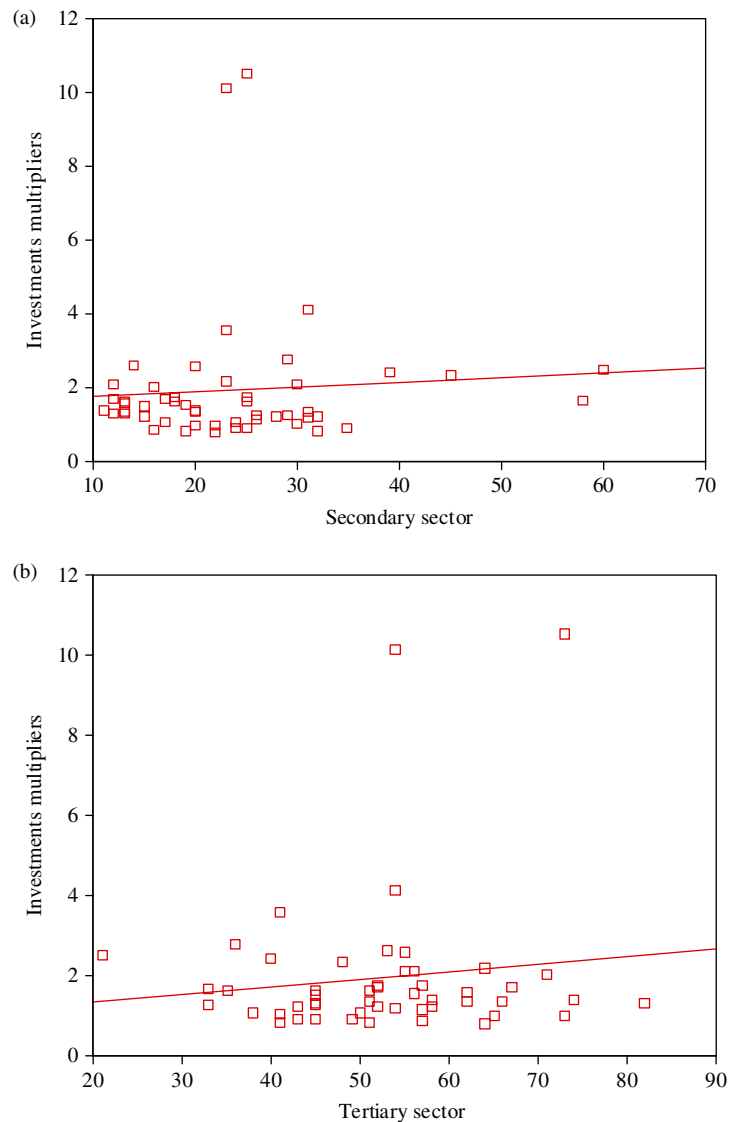 (a)
12
10
8
6
4
2
0
Investments multipliers
10 20 30 40 50 60 70
Secondary sector
(b)
12
10
8
6
4
2
0
Investments multipliers
20 30 40 50 60 70 80 90
Tertiary sector